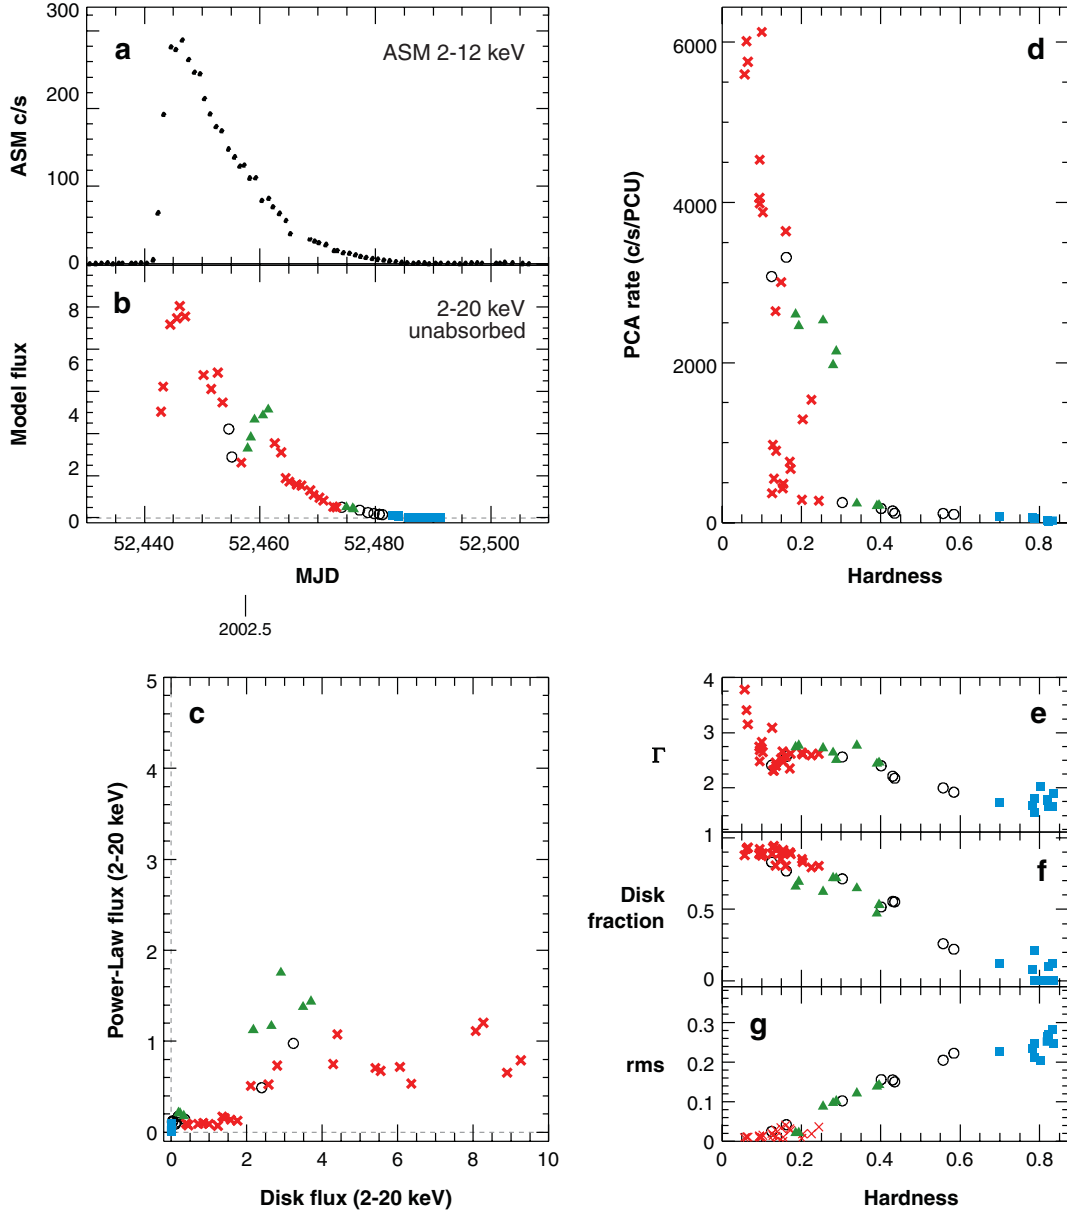 a
ASM 2-12 keV
ASM c/s
200
100
0
b
2-20 keV
unabsorbed
Model flux
8
6
4
2
0
52,440
52,460
52,480
52,500
MJD
2002.5
d
PCA rate (c/s/PCU)
6000
4000
2000
0
0
0.2
0.4
0.6
0.8
Hardness
c
Power-Law flux (2-20 keV)
5
4
3
2
1
0
0
2
4
6
8
10
Disk flux (2-20 keV)
e
Γ
4
3
2
f
Disk
fraction
1
0.5
0
g
rms
0.3
0.2
0.1
0
0
0.2
0.4
0.6
0.8
Hardness